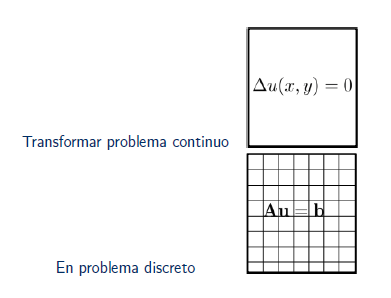 Δu(x, y) = 0
Transformar problema continuo
Au = b
En problema discreto